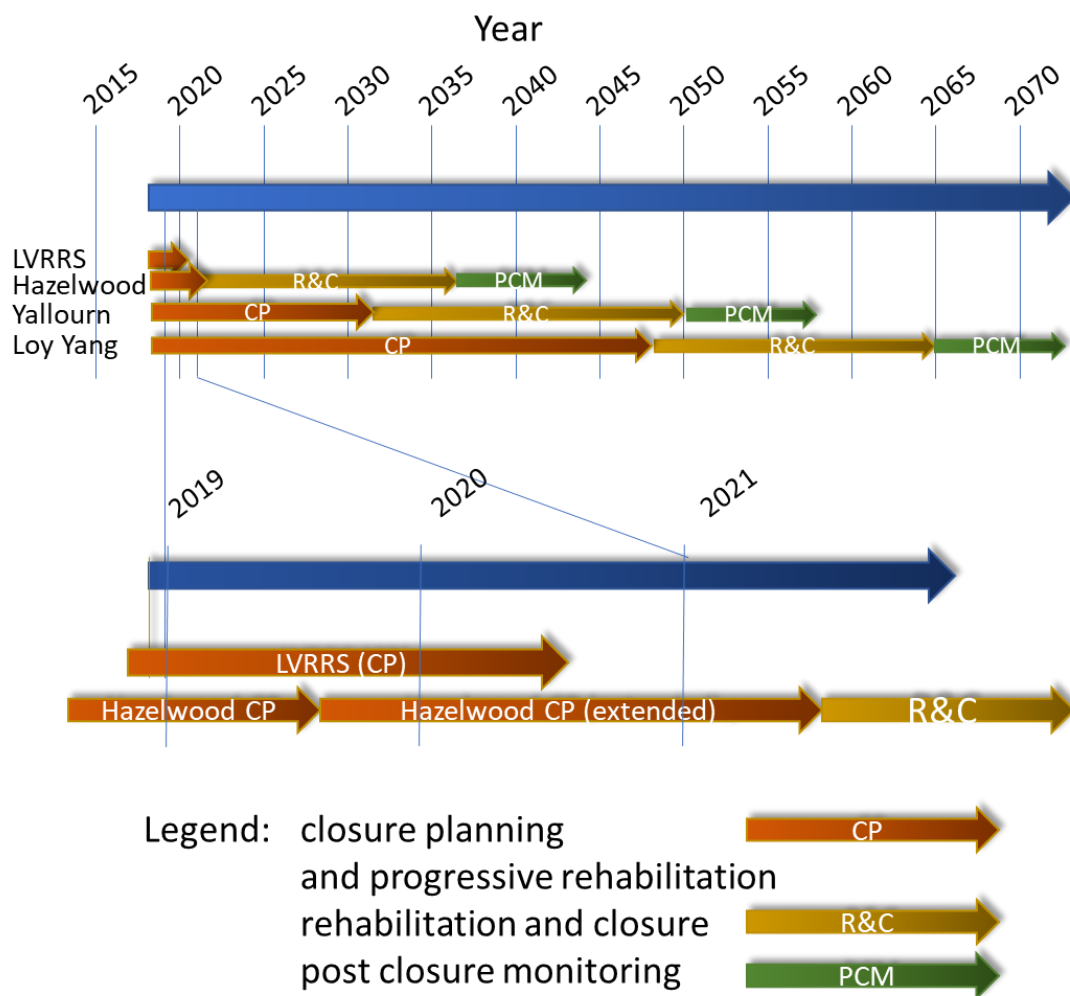 Year
2015 2020 2025 2030 2035 2040 2045 2050 2055 2060 2065 2070
LVRRS
Hazelwood R&C PCM
Yallourn CP R&C PCM
Loy Yang CP R&C PCM
2019 2020 2021
LVRRS (CP)
Hazelwood CP Hazelwood CP (extended) R&C
Legend: closure planning CP
and progressive rehabilitation
rehabilitation and closure R&C
post closure monitoring PCM